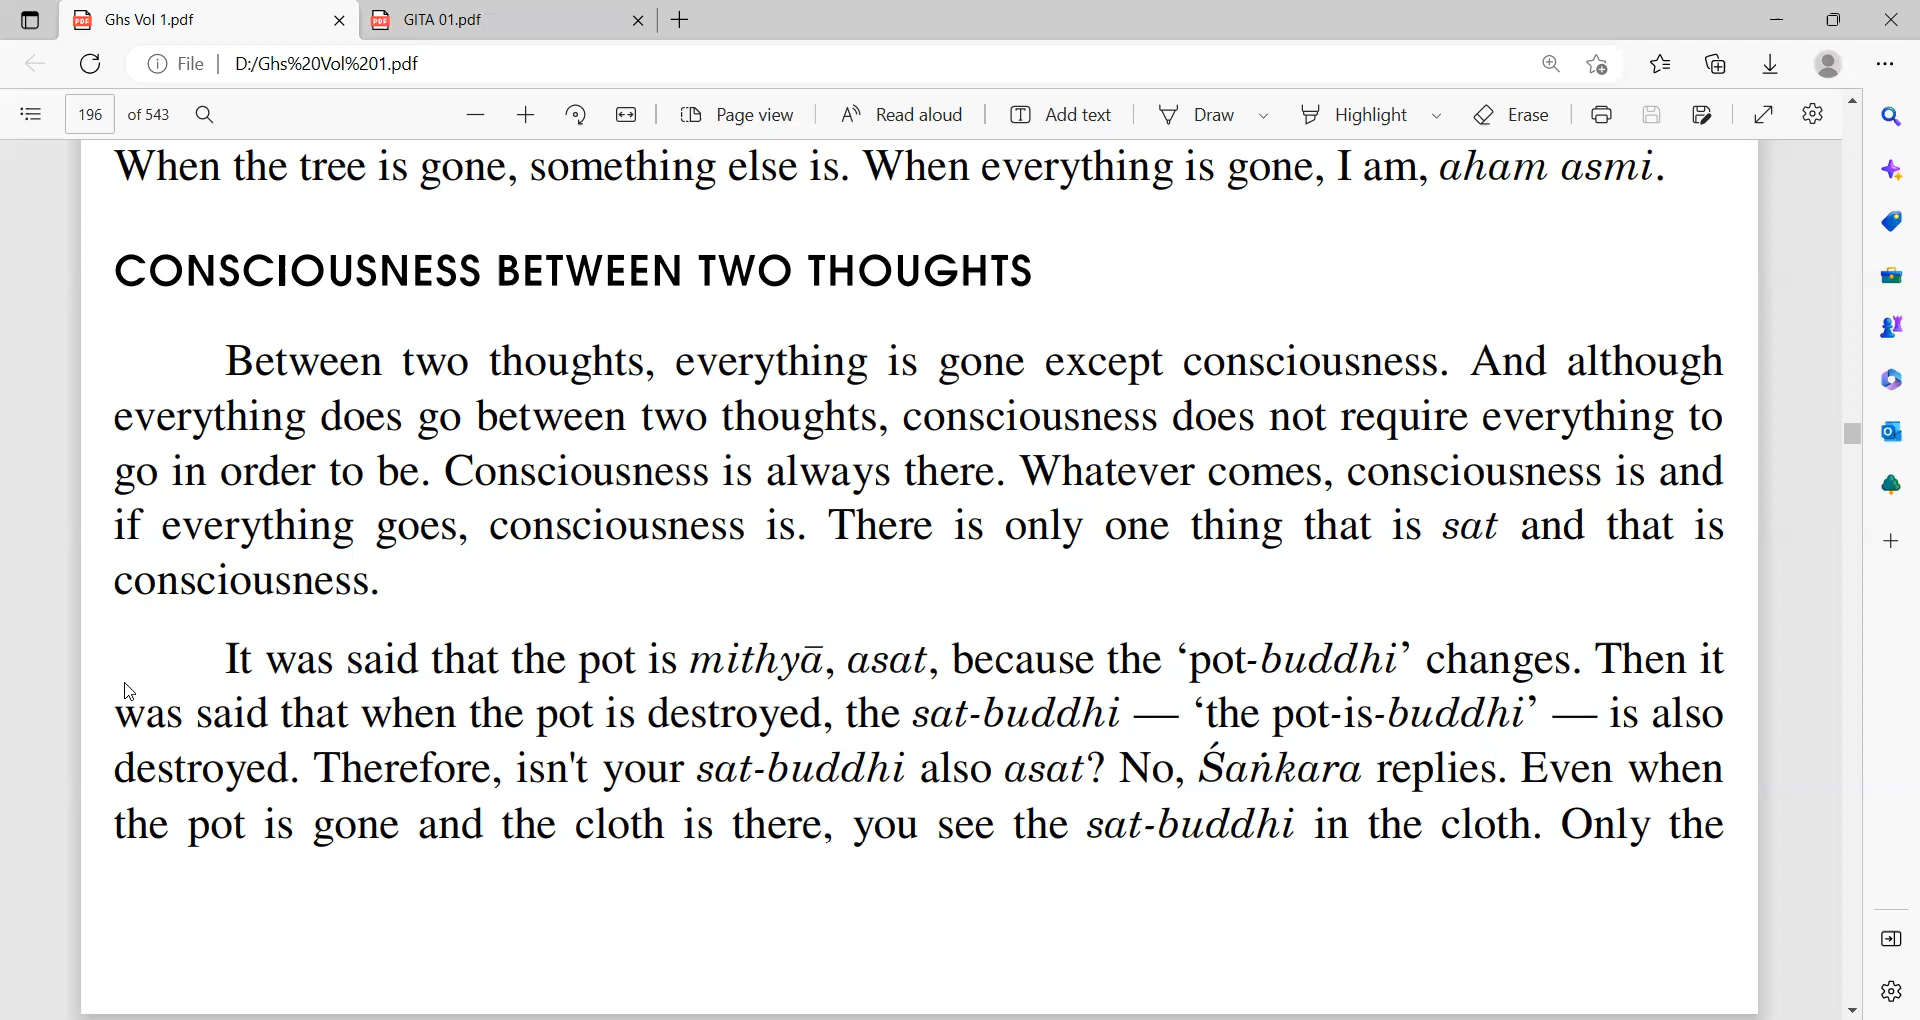 Ghs Vol 1.pdf
GITA 01.pdf
File
D:/Ghs%20Vol%201.pdf
196 of 543
Page view
Read aloud
Add text
Draw
Highlight
Erase
When the tree is gone, something else is. When everything is gone, I am, aham asmi.
CONSCIOUSNESS BETWEEN TWO THOUGHTS
Between two thoughts, everything is gone except consciousness. And although
everything does go between two thoughts, consciousness does not require everything to
go in order to be. Consciousness is always there. Whatever comes, consciousness is and
if everything goes, consciousness is. There is only one thing that is sat and that is
consciousness.
It was said that the pot is mithyā, asat, because the ‘pot-buddhi’ changes. Then it
was said that when the pot is destroyed, the sat-buddhi — ‘the pot-is-buddhi’ — is also
destroyed. Therefore, isn't your sat-buddhi also asat? No, Śaṅkara replies. Even when
the pot is gone and the cloth is there, you see the sat-buddhi in the cloth. Only the